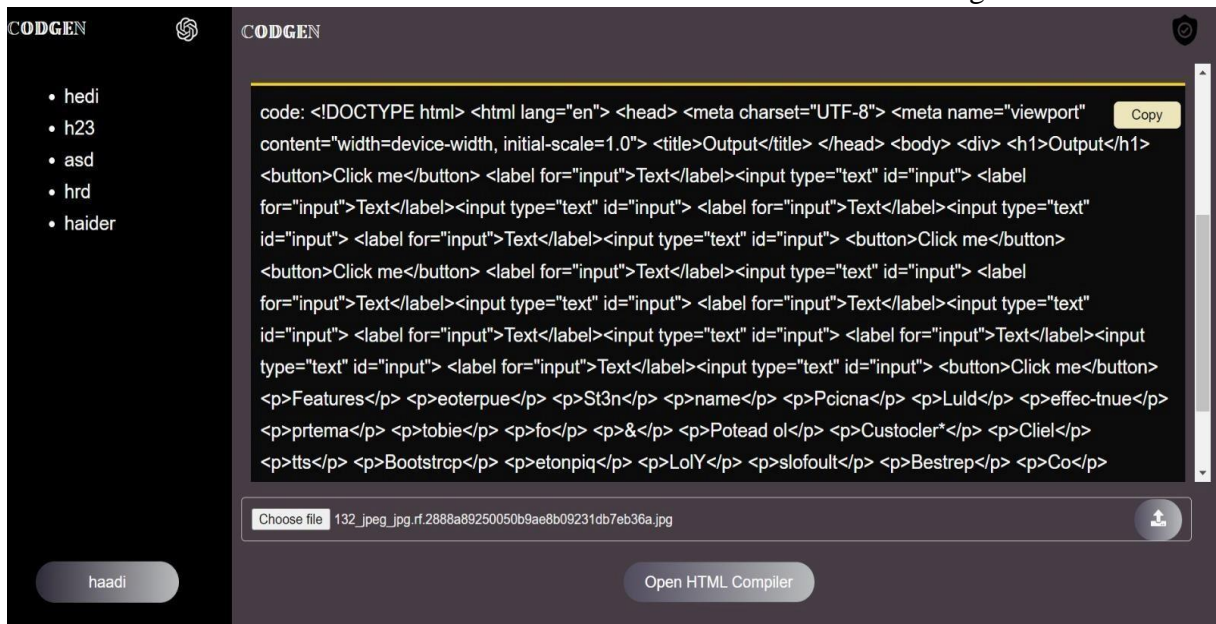 CODGEN
CODGEN
hedi
h23
asd
hrd
haider
code: <!DOCTYPE html> <html lang="en"> <head> <meta charset="UTF-8"> <meta name="viewport"
Copy
content="width=device-width, initial-scale=1.0"> <title>Output</title> </head> <body> <div> <h1>Output</h1>
<button>Click me</button> <label for="input">Text</label><input type="text" id="input"> <label
for="input">Text</label><input type="text" id="input"> <label for="input">Text</label><input type="text"
id="input"> <label for="input">Text</label><input type="text" id="input"> <button>Click me</button>
<button>Click me</button> <label for="input">Text</label><input type="text" id="input"> <label
for="input">Text</label><input type="text" id="input"> <label for="input">Text</label><input type="text"
id="input"> <label for="input">Text</label><input type="text" id="input"> <label for="input">Text</label><input
type="text" id="input"> <label for="input">Text</label><input type="text" id="input"> <button>Click me</button>
<p>Features</p> <p>eoterpue</p> <p>St3n</p> <p>name</p> <p>Pcicna</p> <p>Luld</p> <p>effec-tnue</p>
<p>prtema</p> <p>tobie</p> <p>fo</p> <p>&</p> <p>Potead ol</p> <p>Custocler*</p> <p>Cliel</p>
<p>tts</p> <p>Bootstrcp</p> <p>etonpiq</p> <p>LolY</p> <p>slofoult</p> <p>Bestrep</p> <p>Co</p>
Choose file 132_jpeg_jpg.rf.2888a89250050b9ae8b09231db7eb36a.jpg
haadi
Open HTML Compiler